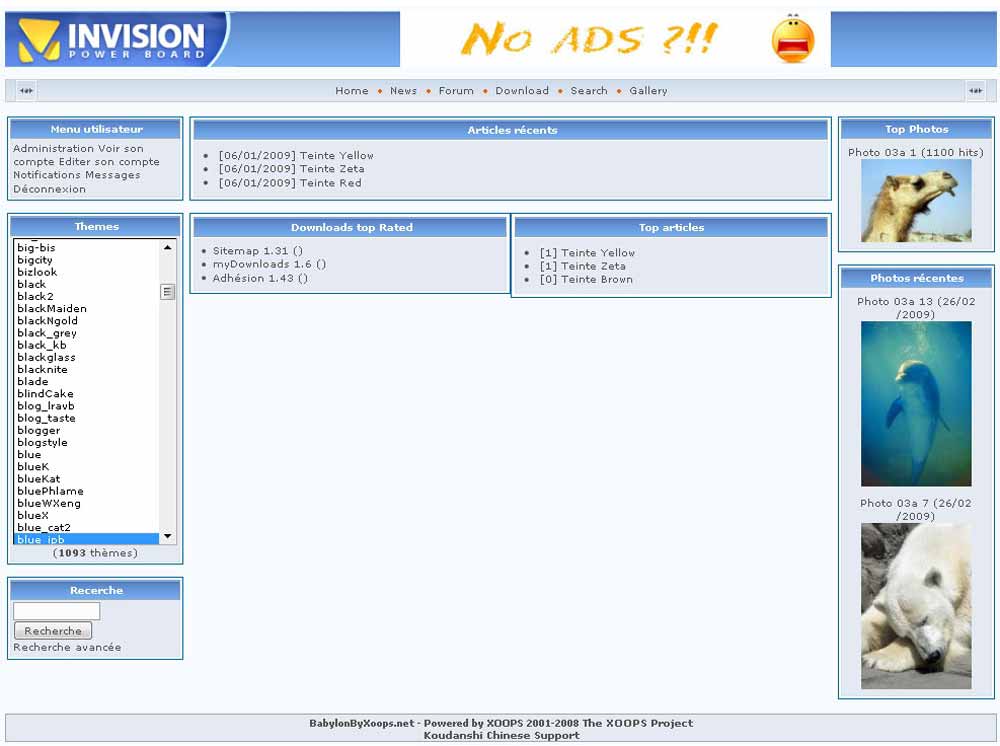 INVISION
POWER BOARD
No ADS ?!!
Home • News • Forum • Download • Search • Gallery
Menu utilisateur
Administration Voir son
compte Editer son compte
Notifications Messages
Déconnexion
Themes
big-bis
bigcity
bizlook
black
black2
blackMaiden
blackNgold
black_grey
black_kb
blackglass
blacknite
blade
blindCake
blog_lravb
blog_taste
blogger
blogstyle
blue
blueK
blueKat
bluePhlame
blueWXeng
blueX
blue_cat2
blue_ipb
(1093 thèmes)
Recerche
Recherche
Recherche avancée
Articles récents
[06/01/2009] Teinte Yellow
[06/01/2009] Teinte Zeta
[06/01/2009] Teinte Red
Downloads top Rated
Sitemap 1.31 ()
myDownloads 1.6 ()
Adhésion 1.43 ()
Top articles
[1] Teinte Yellow
[1] Teinte Zeta
[0] Teinte Brown
Top Photos
Photo 03a 1 (1100 hits)
Photos récentes
Photo 03a 13 (26/02
/2009)
Photo 03a 7 (26/02
/2009)
BabylonByXoops.net - Powered by XOOPS 2001-2008 The XOOPS Project
Koudanshi Chinese Support